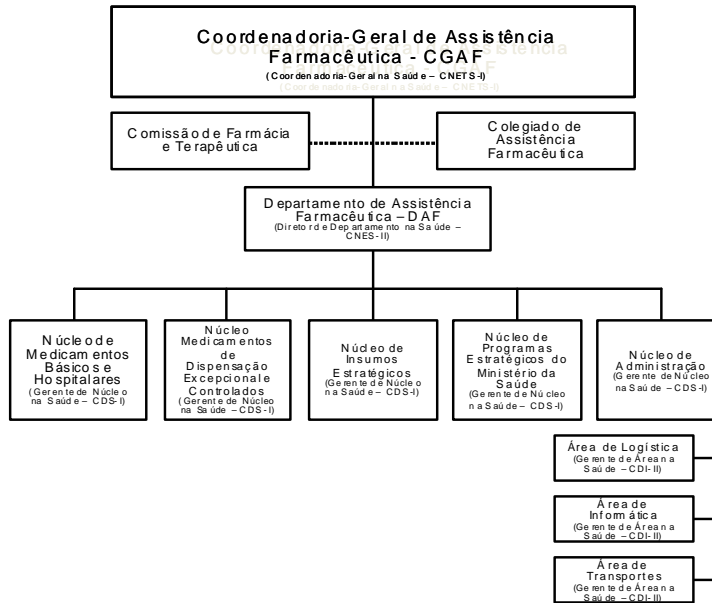 Coordenadoria-Geral de Assistência
Farmacêutica - CGAF
(Coordenadoria-Geral na Saúde – CNETS-I)
Comissão de Farmácia
e Terapêutica
Colegiado de
Assistência
Farmacêutica
Departamento de Assistência
Farmacêutica – DAF
(Diretor de Departamento na Saúde –
CNES-II)
Núcleo de
Medicamentos
Básicos e
Hospitalares
(Gerente de Núcleo
na Saúde – CDS-I)
Núcleo
Medicamentos
de
Dispensação
Excepcional e
Controlados
(Gerente de Núcleo
na Saúde – CDS-I)
Núcleo de
Insumos
Estratégicos
(Gerente de Núcleo
na Saúde – CDS-I)
Núcleo de
Programas
Estratégicos do
Ministério da
Saúde
(Gerente de Núcleo
na Saúde – CDS-I)
Núcleo de
Administração
(Gerente de Núcleo
na Saúde – CDS-I)
Área de Logística
(Gerente de Área na
Saúde – CDI-II)
Área de
Informática
(Gerente de Área na
Saúde – CDI-II)
Área de
Transportes
(Gerente de Área na
Saúde – CDI-II)